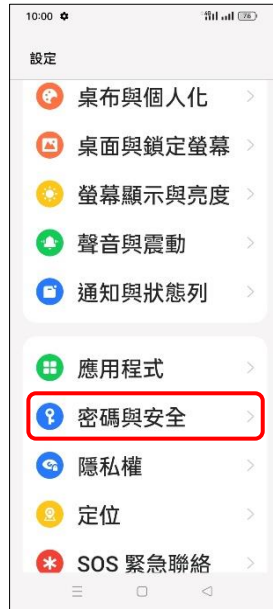 10:00 76
設定
桌布與個人化
桌面與鎖定螢幕
螢幕顯示與亮度
聲音與震動
通知與狀態列
應用程式
密碼與安全
隱私權
定位
SOS 緊急聯絡